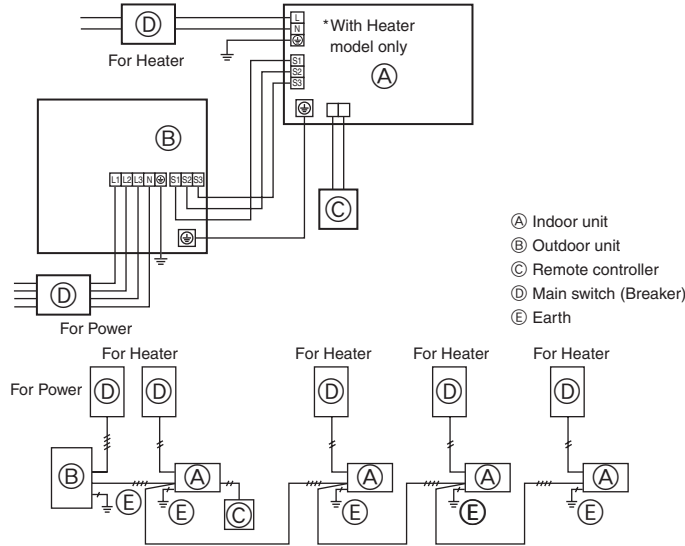 Ⓓ
For Heater
L
N
*With Heater
model only
S1
S2
S3
Ⓐ
Ⓑ
L1 L2 L3 N S1 S2 S3
Ⓒ
Ⓓ
For Power
Ⓐ Indoor unit
Ⓑ Outdoor unit
Ⓒ Remote controller
Ⓓ Main switch (Breaker)
Ⓔ Earth
For Heater For Heater For Heater For Heater
For Power Ⓓ Ⓓ Ⓓ Ⓓ Ⓓ
Ⓑ Ⓐ Ⓐ Ⓐ Ⓐ
Ⓔ Ⓔ Ⓒ Ⓔ Ⓔ Ⓔ